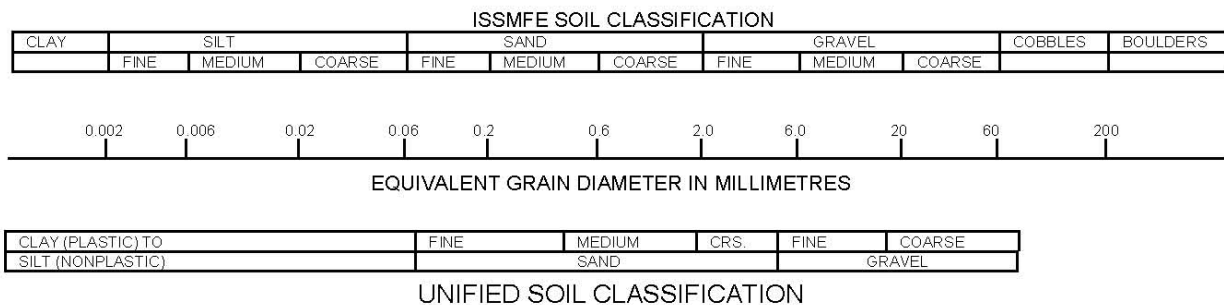 ISSMFE SOIL CLASSIFICATION
CLAY SILT SAND GRAVEL COBBLES BOULDERS
FINE MEDIUM COARSE FINE MEDIUM COARSE FINE MEDIUM COARSE
0.002 0.006 0.02 0.06 0.2 0.6 2.0 6.0 20 60 200
EQUIVALENT GRAIN DIAMETER IN MILLIMETRES
CLAY (PLASTIC) TO FINE MEDIUM CRS. FINE COARSE
SILT (NONPLASTIC) SAND GRAVEL
UNIFIED SOIL CLASSIFICATION